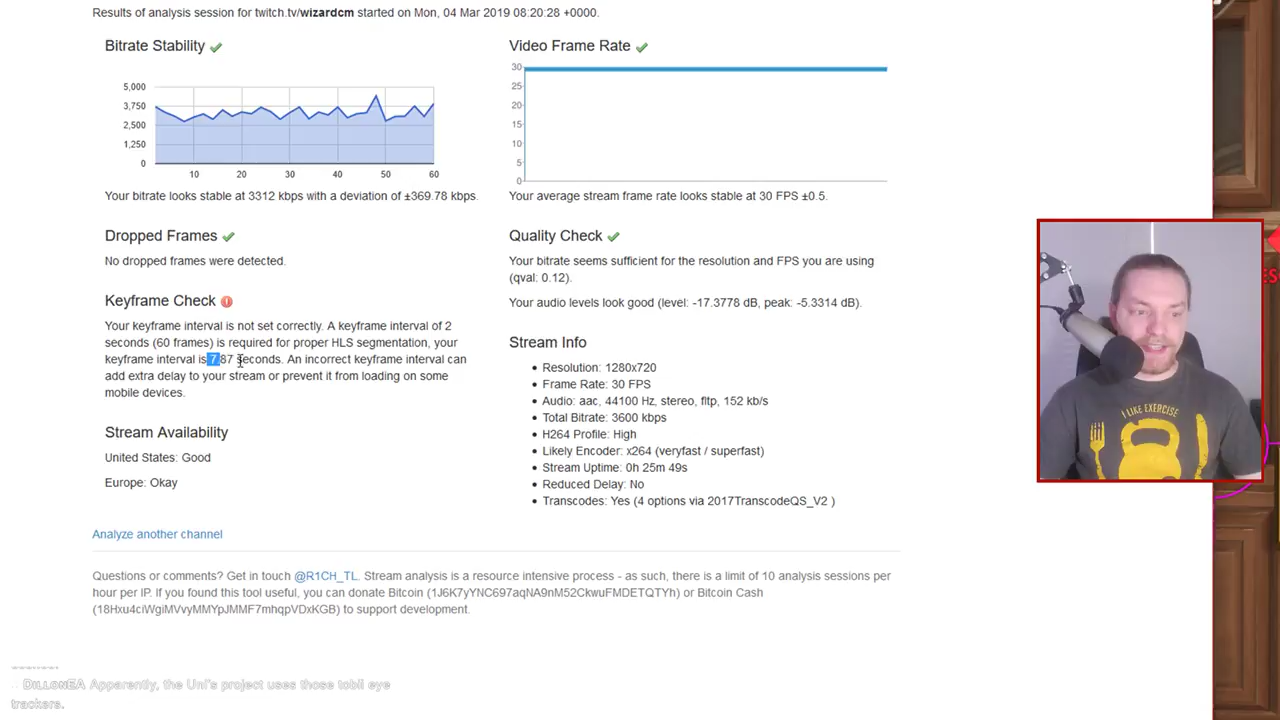 Results of analysis session for twitch.tv/wizardcm started on Mon, 04 Mar 2019 08:20:28 +0000.
Bitrate Stability
5,000
3,750
2,500
1,250
0
10
20
30
40
50
60
Your bitrate looks stable at 3312 kbps with a deviation of ±369.78 kbps.
Video Frame Rate
30
25
20
15
10
5
0
Your average stream frame rate looks stable at 30 FPS ±0.5.
Dropped Frames
No dropped frames were detected.
Keyframe Check
Your keyframe interval is not set correctly. A keyframe interval of 2
seconds (60 frames) is required for proper HLS segmentation, your
keyframe interval is 7.87 seconds. An incorrect keyframe interval can
add extra delay to your stream or prevent it from loading on some
mobile devices.
Stream Availability
United States: Good
Europe: Okay
Quality Check
Your bitrate seems sufficient for the resolution and FPS you are using
(qval: 0.12).
Your audio levels look good (level: -17.3778 dB, peak: -5.3314 dB).
Stream Info
Resolution: 1280x720
Frame Rate: 30 FPS
Audio: aac, 44100 Hz, stereo, fltp, 152 kb/s
Total Bitrate: 3600 kbps
H264 Profile: High
Likely Encoder: x264 (veryfast / superfast)
Stream Uptime: 0h 25m 49s
Reduced Delay: No
Transcodes: Yes (4 options via 2017TranscodeQS_V2 )
I LIKE EXERCISE
Analyze another channel
Questions or comments? Get in touch @R1CH_TL. Stream analysis is a resource intensive process - as such, there is a limit of 10 analysis sessions per
hour per IP. If you found this tool useful, you can donate Bitcoin (1J6K7yYNC697aqNA9nM52CkwuFMDETQTYh) or Bitcoin Cash
(18Hxu4ciWgiMVvyMMYpJMMF7mhqpVDxKGB) to support development.
DILLONEA Apparently, the Uni's project uses those tobii eye
trackers.